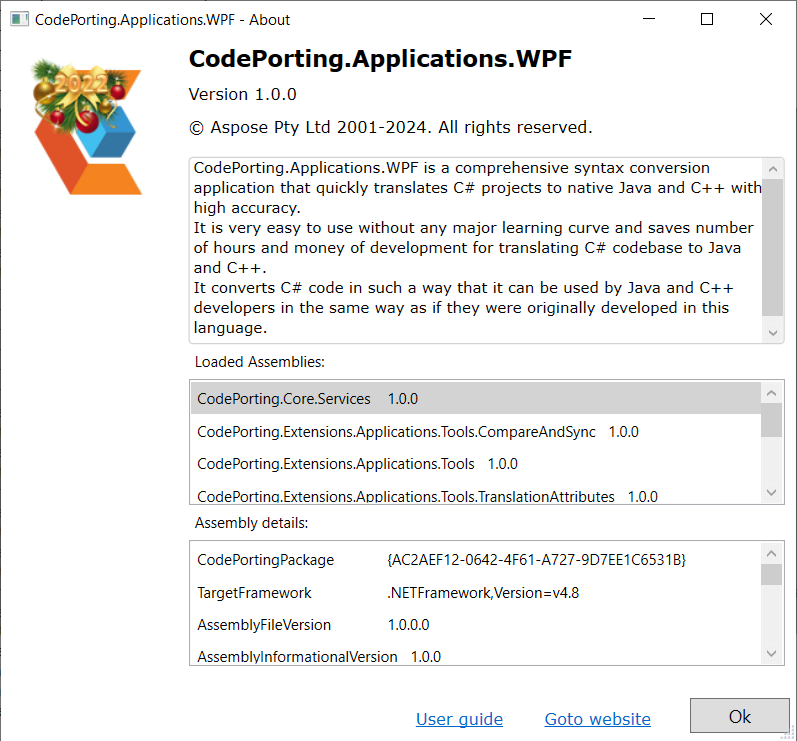 CodePorting.Applications.WPF - About
CodePorting.Applications.WPF
2022
Version 1.0.0
© Aspose Pty Ltd 2001-2024. All rights reserved.
CodePorting.Applications.WPF is a comprehensive syntax conversion
application that quickly translates C# projects to native Java and C++ with
high accuracy.
It is very easy to use without any major learning curve and saves number
of hours and money of development for translating C# codebase to Java
and C++.
It converts C# code in such a way that it can be used by Java and C++
developers in the same way as if they were originally developed in this
language.
Loaded Assemblies:
CodePorting.Core.Services 1.0.0
CodePorting.Extensions.Applications.Tools.CompareAndSync 1.0.0
CodePorting.Extensions.Applications.Tools 1.0.0
CodePorting.Extensions.Applications.Tools.TranslationAttributes 1.0.0
Assembly details:
CodePortingPackage {AC2AEF12-0642-4F61-A727-9D7EE1C6531B}
TargetFramework .NETFramework,Version=v4.8
AssemblyFileVersion 1.0.0.0
AssemblyInformationalVersion 1.0.0
User guide Goto website Ok